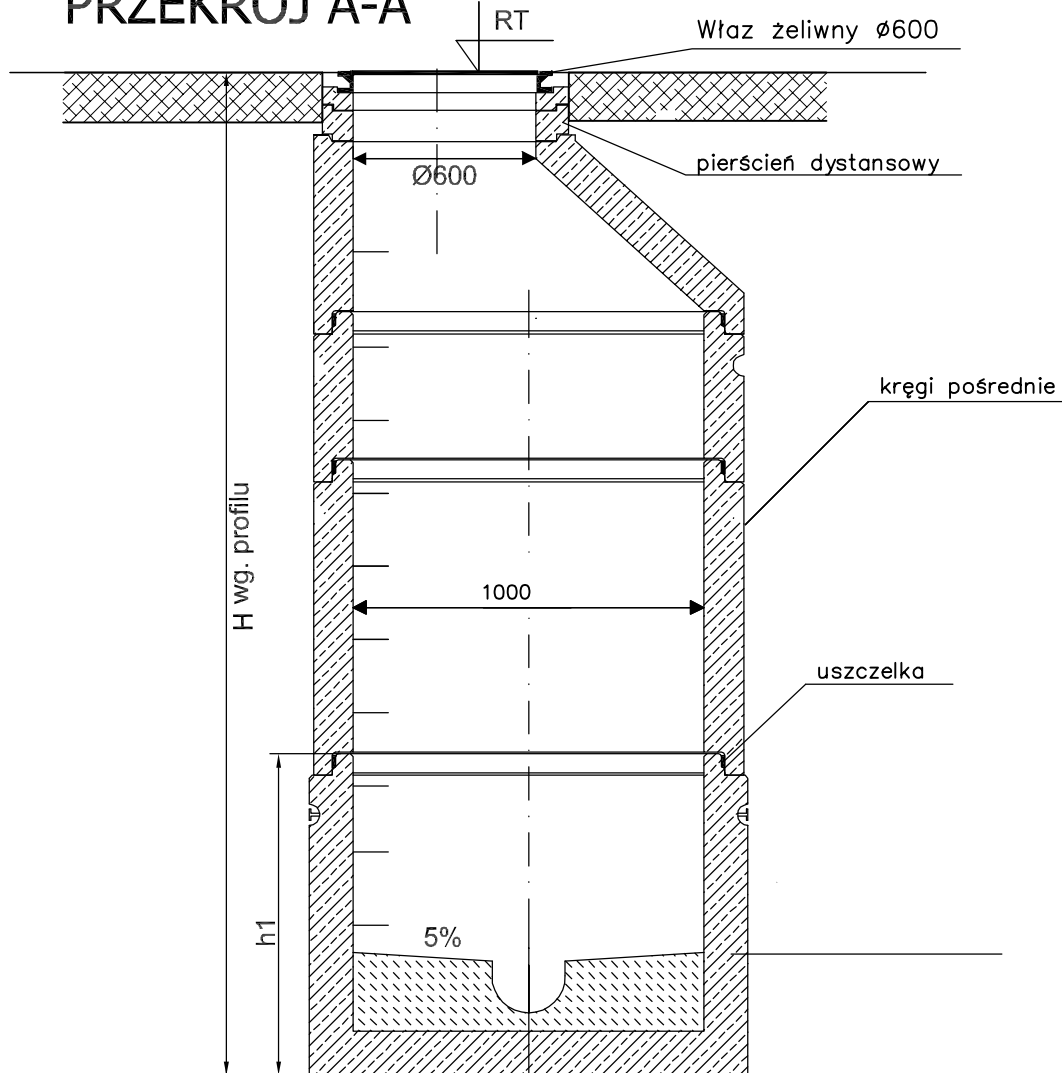 PRZEKRÓJ A-A
RT
Właz żeliwny Ø600
pierścień dystansowy
Ø600
kręgi pośrednie
H wg. profilu
1000
uszczelka
h1
5%